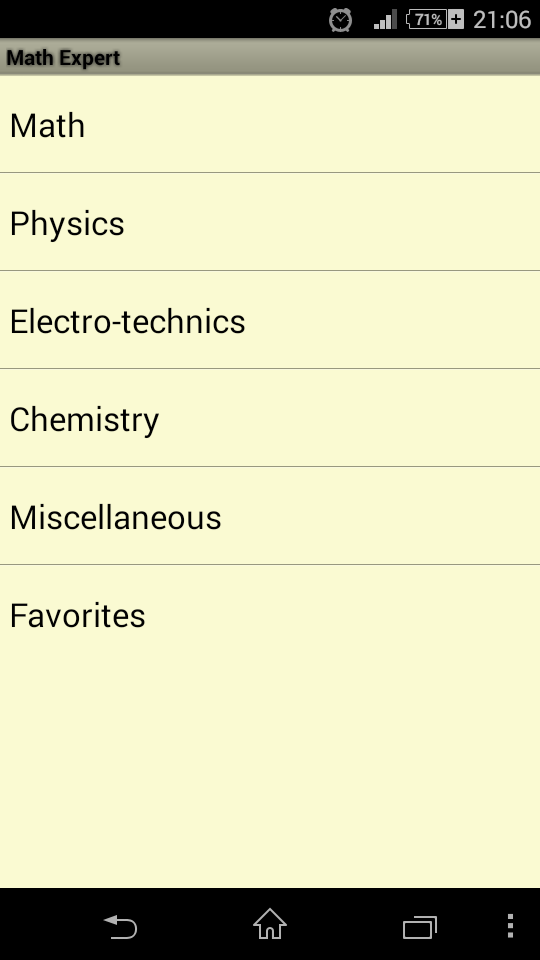 71% 21:06
Math Expert
Math
Physics
Electro-technics
Chemistry
Miscellaneous
Favorites